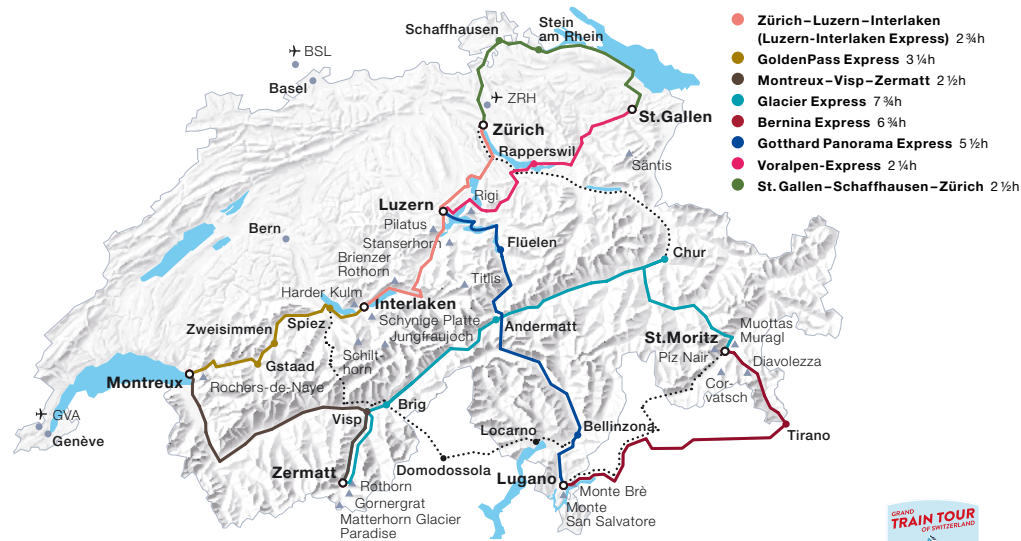 Schaffhausen
Stein
am Rhein
BSL
Basel
ZRH
Zürich
St.Gallen
Rapperswil
Säntis
Rigi
Luzern
Pilatus
Bern
Stanserhorn
Flüelen
Brienzer
Rothorn
Chur
Titlis
Harder Kulm
Interlaken
Schynige Platte
Zweisimmen
Spiez
Andermatt
Jungfraujoch
Muottas
Muragl
St.Moritz
Piz Nair
Diavolezza
Schilt-
horn
Gstaad
Montreux
Rochers-de-Naye
Cor-
vatsch
GVA
Genève
Brig
Visp
Locarno
Bellinzona
Tirano
Domodossola
Zermatt
Lugano
Rothorn
Gornergrat
Matterhorn Glacier
Paradise
Monte Brè
Monte
San Salvatore
Zürich–Luzern–Interlaken
(Luzern-Interlaken Express) 2 ¾h
GoldenPass Express 3 ¼h
Montreux–Visp–Zermatt 2 ½h
Glacier Express 7 ¾h
Bernina Express 6 ¾h
Gotthard Panorama Express 5 ½h
Voralpen-Express 2 ¼h
St. Gallen–Schaffhausen–Zürich 2 ½h
GRAND
TRAIN TOUR
OF SWITZERLAND